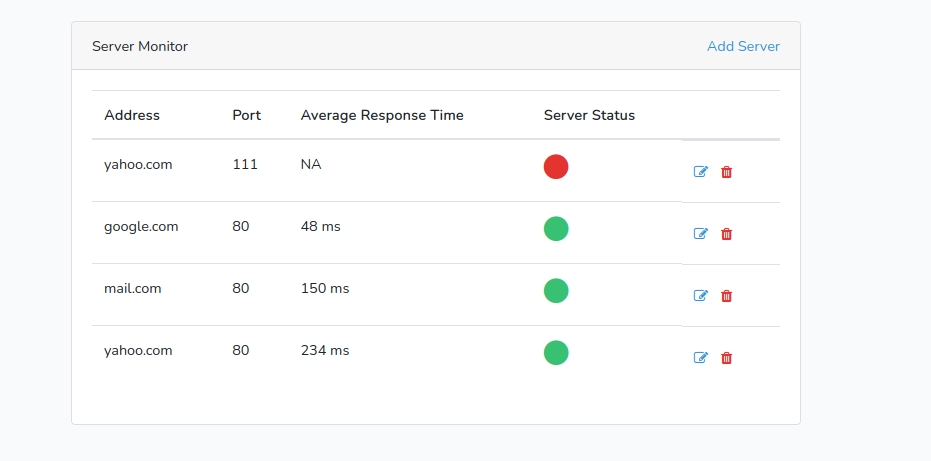 Server Monitor Add Server
Address Port Average Response Time Server Status
yahoo.com 111 NA
google.com 80 48 ms
mail.com 80 150 ms
yahoo.com 80 234 ms